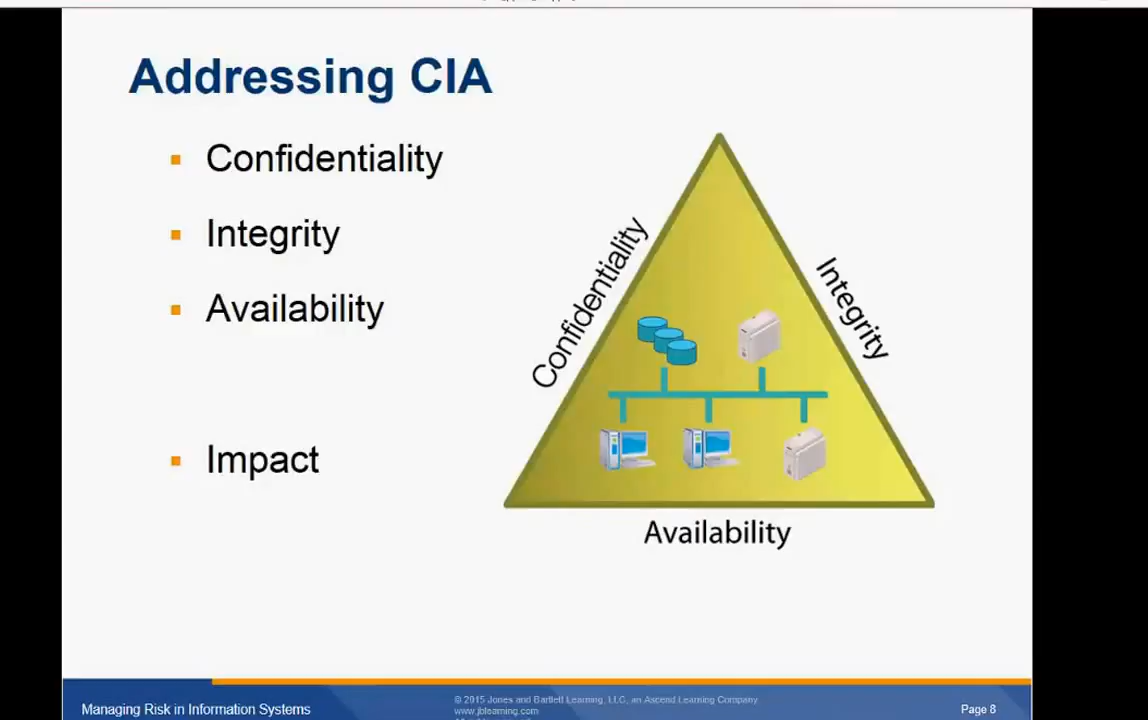 Addressing CIA
Confidentiality
Integrity
Availability
Impact
Confidentiality
Integrity
Availability
Managing Risk in Information Systems
© 2015 Jones and Bartlett Learning, LLC, an Ascend Learning Company
www.jblearning.com
Page 8